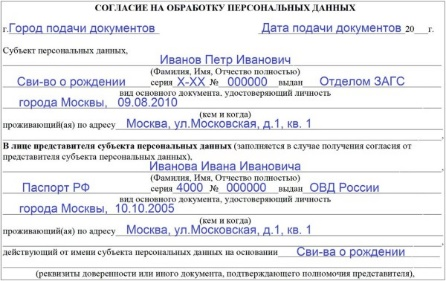 СОГЛАСИЕ НА ОБРАБОТКУ ПЕРСОНАЛЬНЫХ ДАННЫХ
г.Город подачи документов Дата подачи документов 20___г.
Субъект персональных данных,
Иванов Петр Иванович
(Фамилия, Имя, Отчество полностью)
Сви-во о рождении серия Х-ХХ № 000000 выдан Отделом ЗАГС
вид основного документа, удостоверяющий личность
города Москвы, 09.08.2010
(кем и когда)
проживающий(ая) по адресу Москва, ул.Московская, д.1, кв. 1
В лице представителя субъекта персональных данных (заполняется в случае получения согласия от
представителя субъекта персональных данных),
Иванова Ивана Ивановича
(Фамилия, Имя, Отчество полностью)
Паспорт РФ серия 4000 № 000000 выдан ОВД России
вид основного документа, удостоверяющий личность
города Москвы, 10.10.2005
(кем и когда)
проживающий(ая) по адресу Москва, ул.Московская, д.1, кв. 1
действующий от имени субъекта персональных данных на основании Сви-ва о рождении
(реквизиты доверенности или иного документа, подтверждающего полномочия представителя),